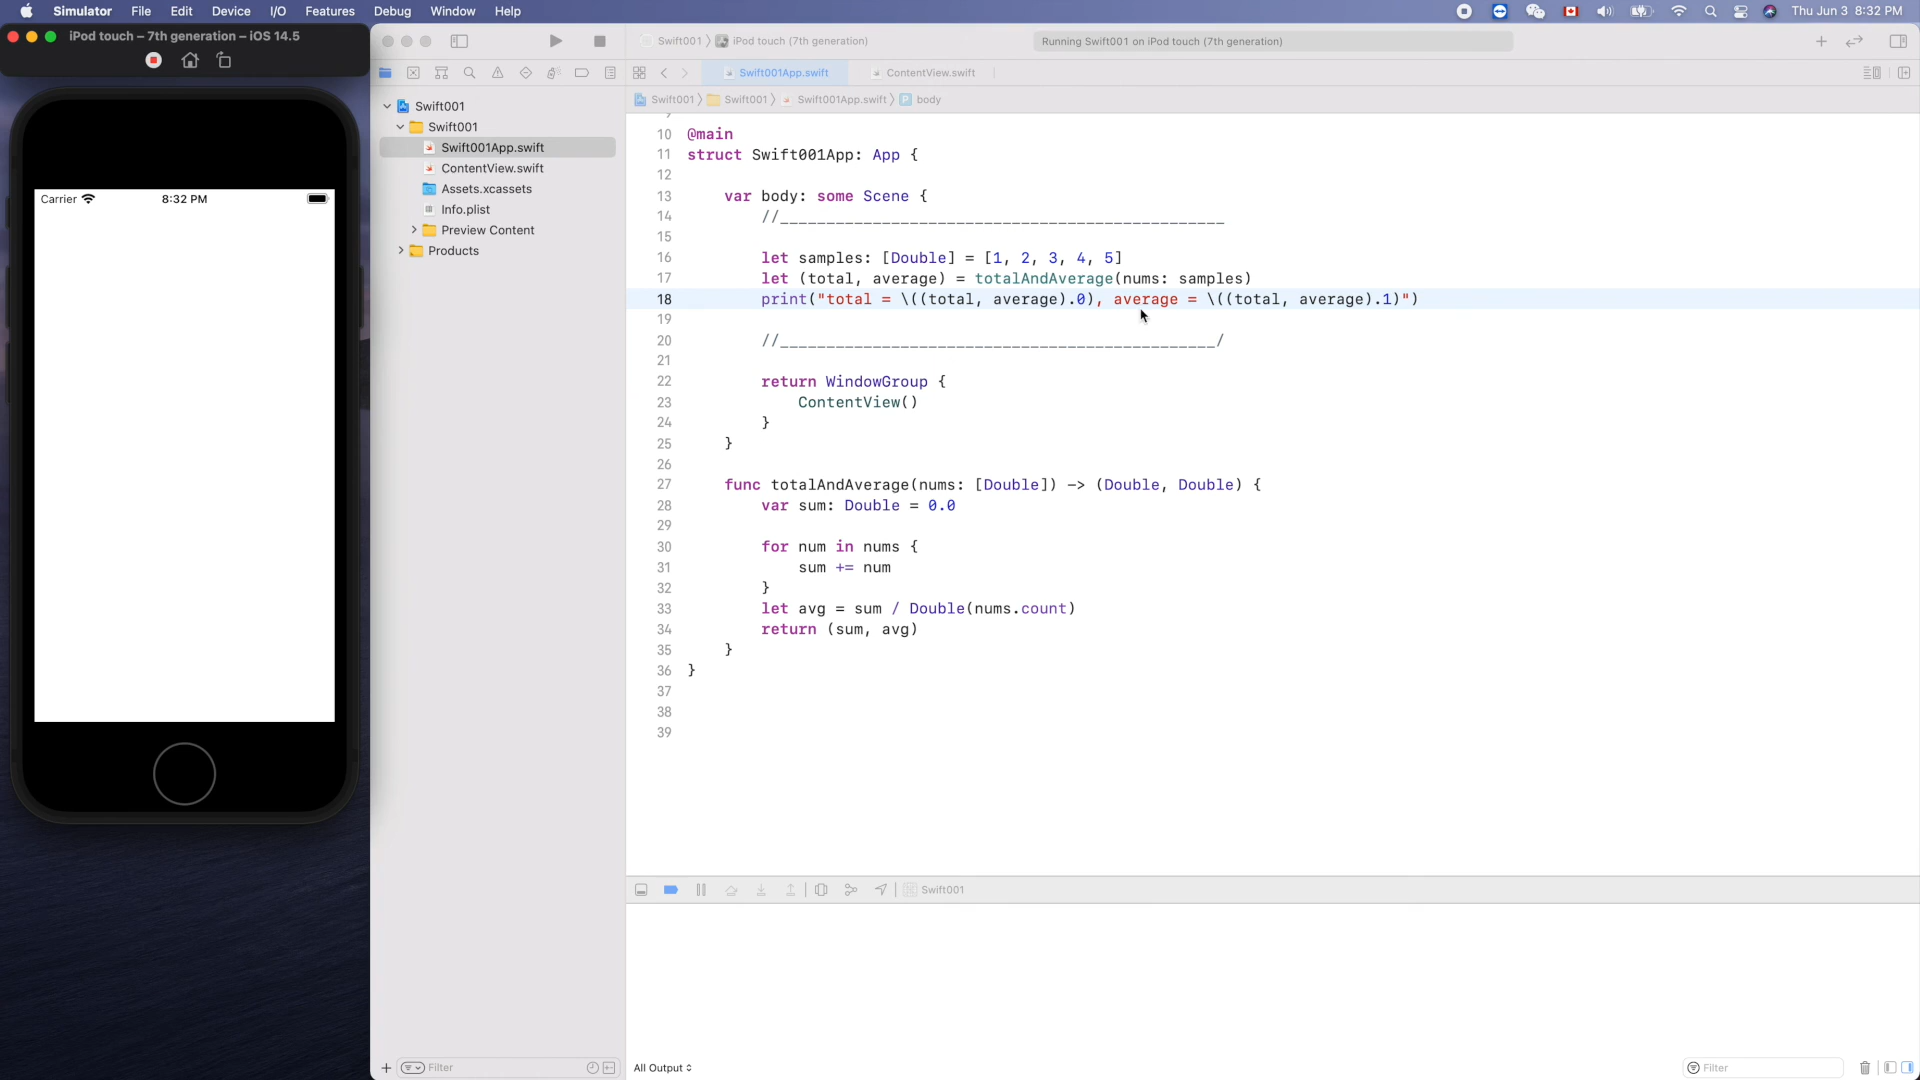 Simulator File Edit Device I/O Features Debug Window Help Thu Jun 3 8:32 PM
iPod touch – 7th generation – iOS 14.5
Swift001 iPod touch (7th generation) Running Swift001 on iPod touch (7th generation)
Swift001App.swift ContentView.swift
Swift001 Swift001 Swift001App.swift P body
Carrier 8:32 PM
Swift001
Swift001
Swift001App.swift
ContentView.swift
Assets.xcassets
Info.plist
Preview Content
Products
10 @main
11 struct Swift001App: App {
12
13 var body: some Scene {
14 //________________________________________________
15
16 let samples: [Double] = [1, 2, 3, 4, 5]
17 let (total, average) = totalAndAverage(nums: samples)
18 print("total = \((total, average).0), average = \((total, average).1)")
19
20 //_______________________________________________/
21
22 return WindowGroup {
23 ContentView()
24 }
25 }
26
27 func totalAndAverage(nums: [Double]) -> (Double, Double) {
28 var sum: Double = 0.0
29
30 for num in nums {
31 sum += num
32 }
33 let avg = sum / Double(nums.count)
34 return (sum, avg)
35 }
36 }
37
38
39
Swift001
Filter All Output Filter